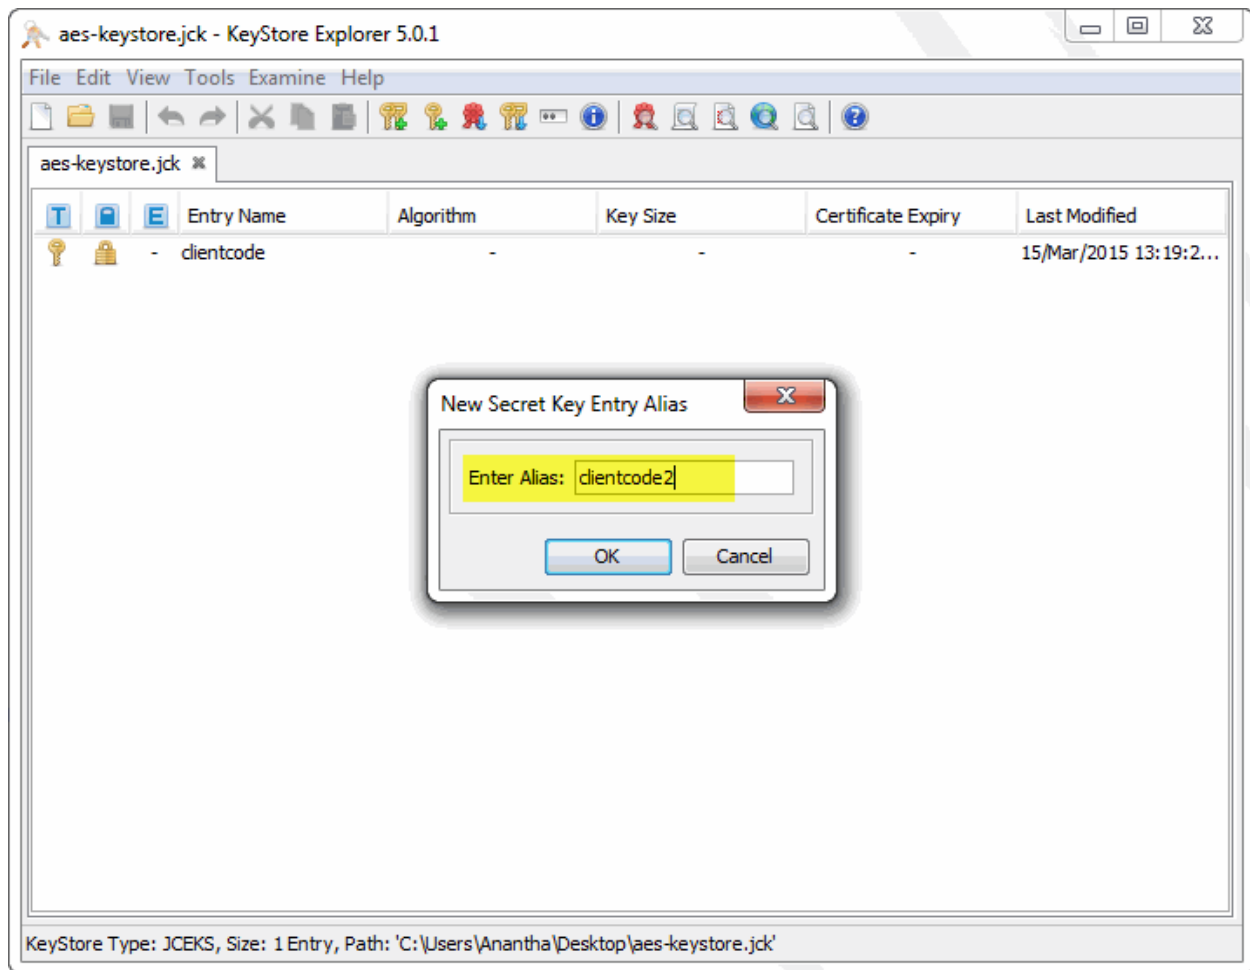 aes-keystore.jck - KeyStore Explorer 5.0.1
File Edit View Tools Examine Help
aes-keystore.jck
T E Entry Name Algorithm Key Size Certificate Expiry Last Modified
- clientcode - - - 15/Mar/2015 13:19:2...
New Secret Key Entry Alias
Enter Alias: clientcode2
OK Cancel
KeyStore Type: JCEKS, Size: 1 Entry, Path: 'C:\Users\Anantha\Desktop\aes-keystore.jck'